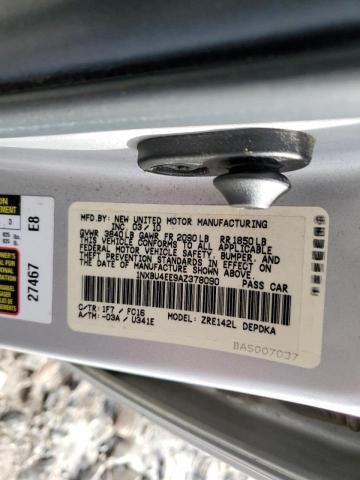 MFD BY: NEW UNITED MOTOR MANUFACTURING
INC. 03/10
GVWR 3640LB GAWR FR 2090LB RR1850LB
THIS VEHICLE CONFORMS TO ALL APPLICABLE
FEDERAL MOTOR VEHICLE SAFETY, BUMPER, AND
THEFT PREVENTION STANDARDS IN EFFECT ON
THE DATE OF MANUFACTURE SHOWN ABOVE.
1NXBU4EE9AZ378090 PASS CAR
C/TR: 1F7 / FC16
A/TM: -03A / U341E MODEL: ZRE142L DEPDKA
BA5007037
27467 E8